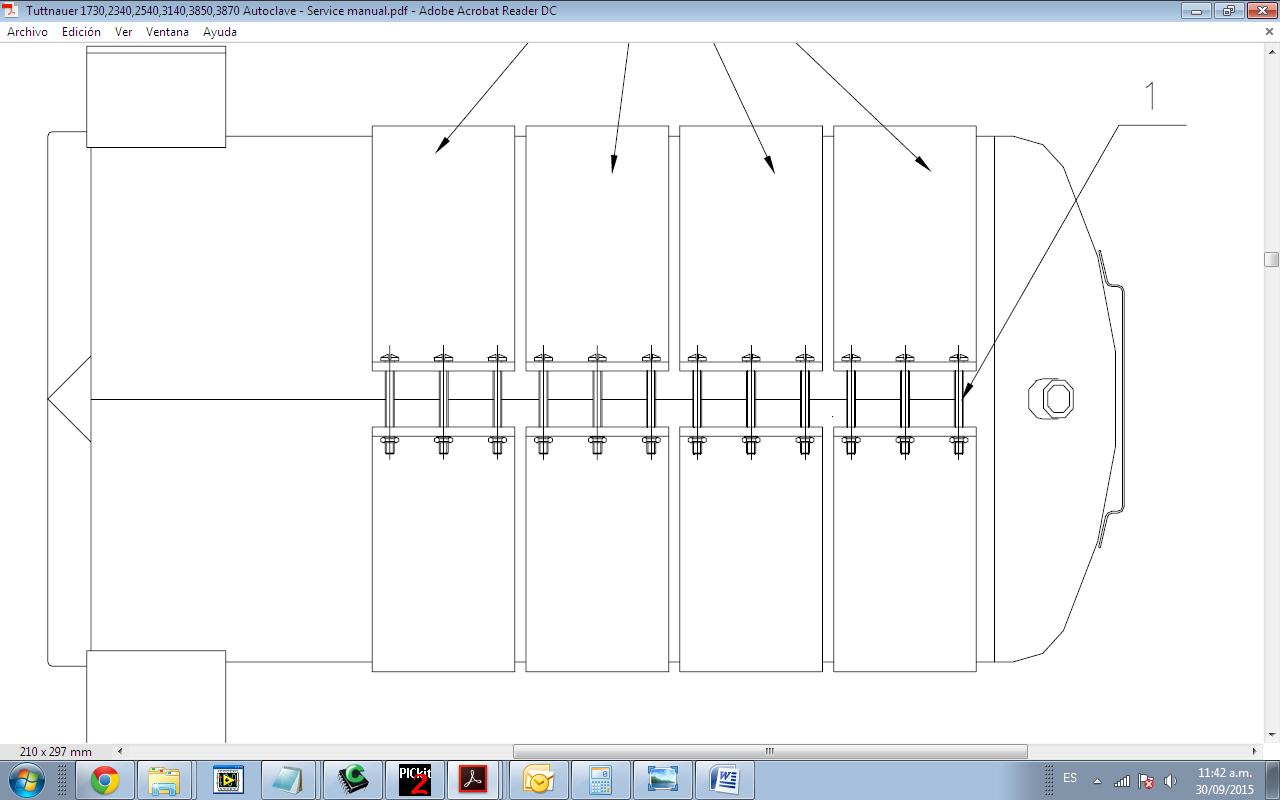 Tuttnauer 1730,2340,2540,3140,3850,3870 Autoclave - Service manual.pdf - Adobe Acrobat Reader DC
Archivo Edición Ver Ventana Ayuda
1
210 x 297 mm
PICkit
2
ES
11:42 a.m.
30/09/2015